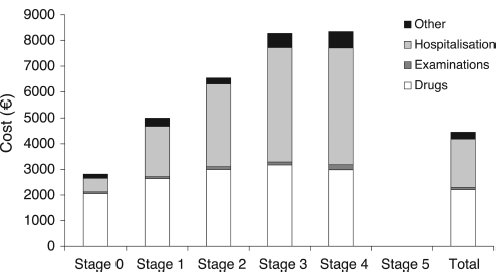 Cost (€)
9000
8000
7000
6000
5000
4000
3000
2000
1000
0
Other
Hospitalisation
Examinations
Drugs
Stage 0 Stage 1 Stage 2 Stage 3 Stage 4 Stage 5 Total